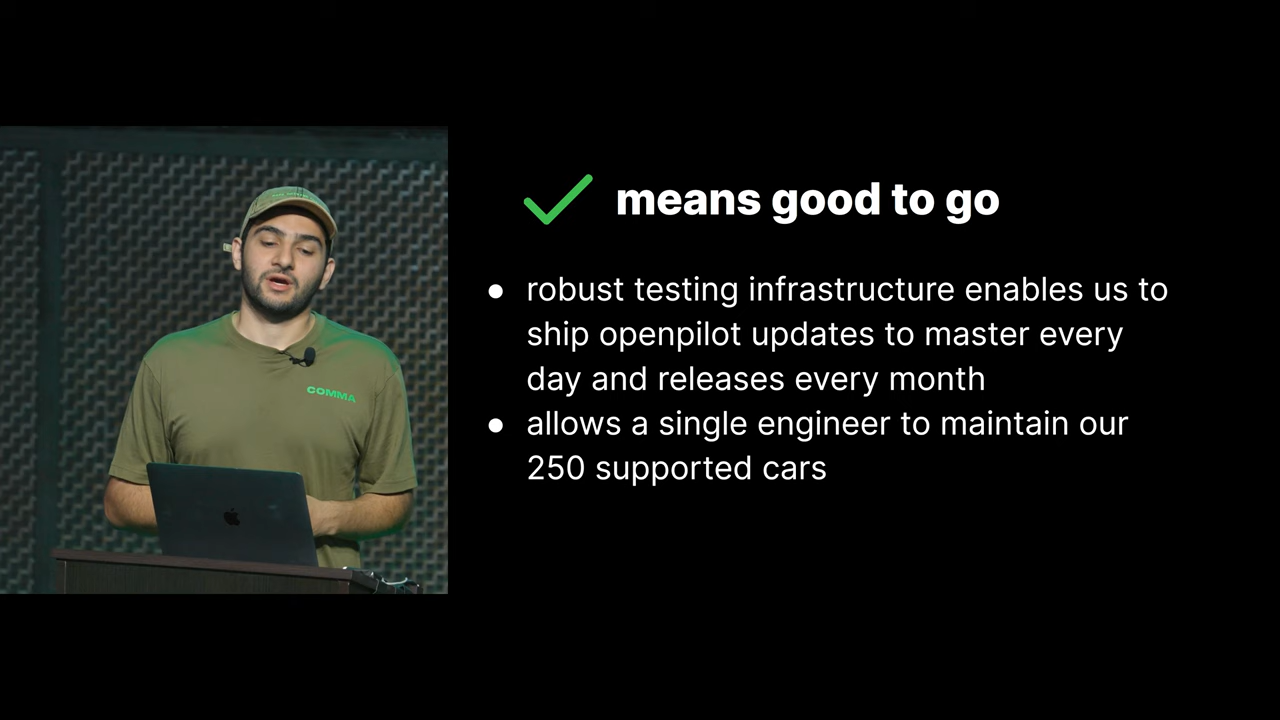 means good to go
● robust testing infrastructure enables us to
ship openpilot updates to master every
day and releases every month
● allows a single engineer to maintain our
250 supported cars
COMMA